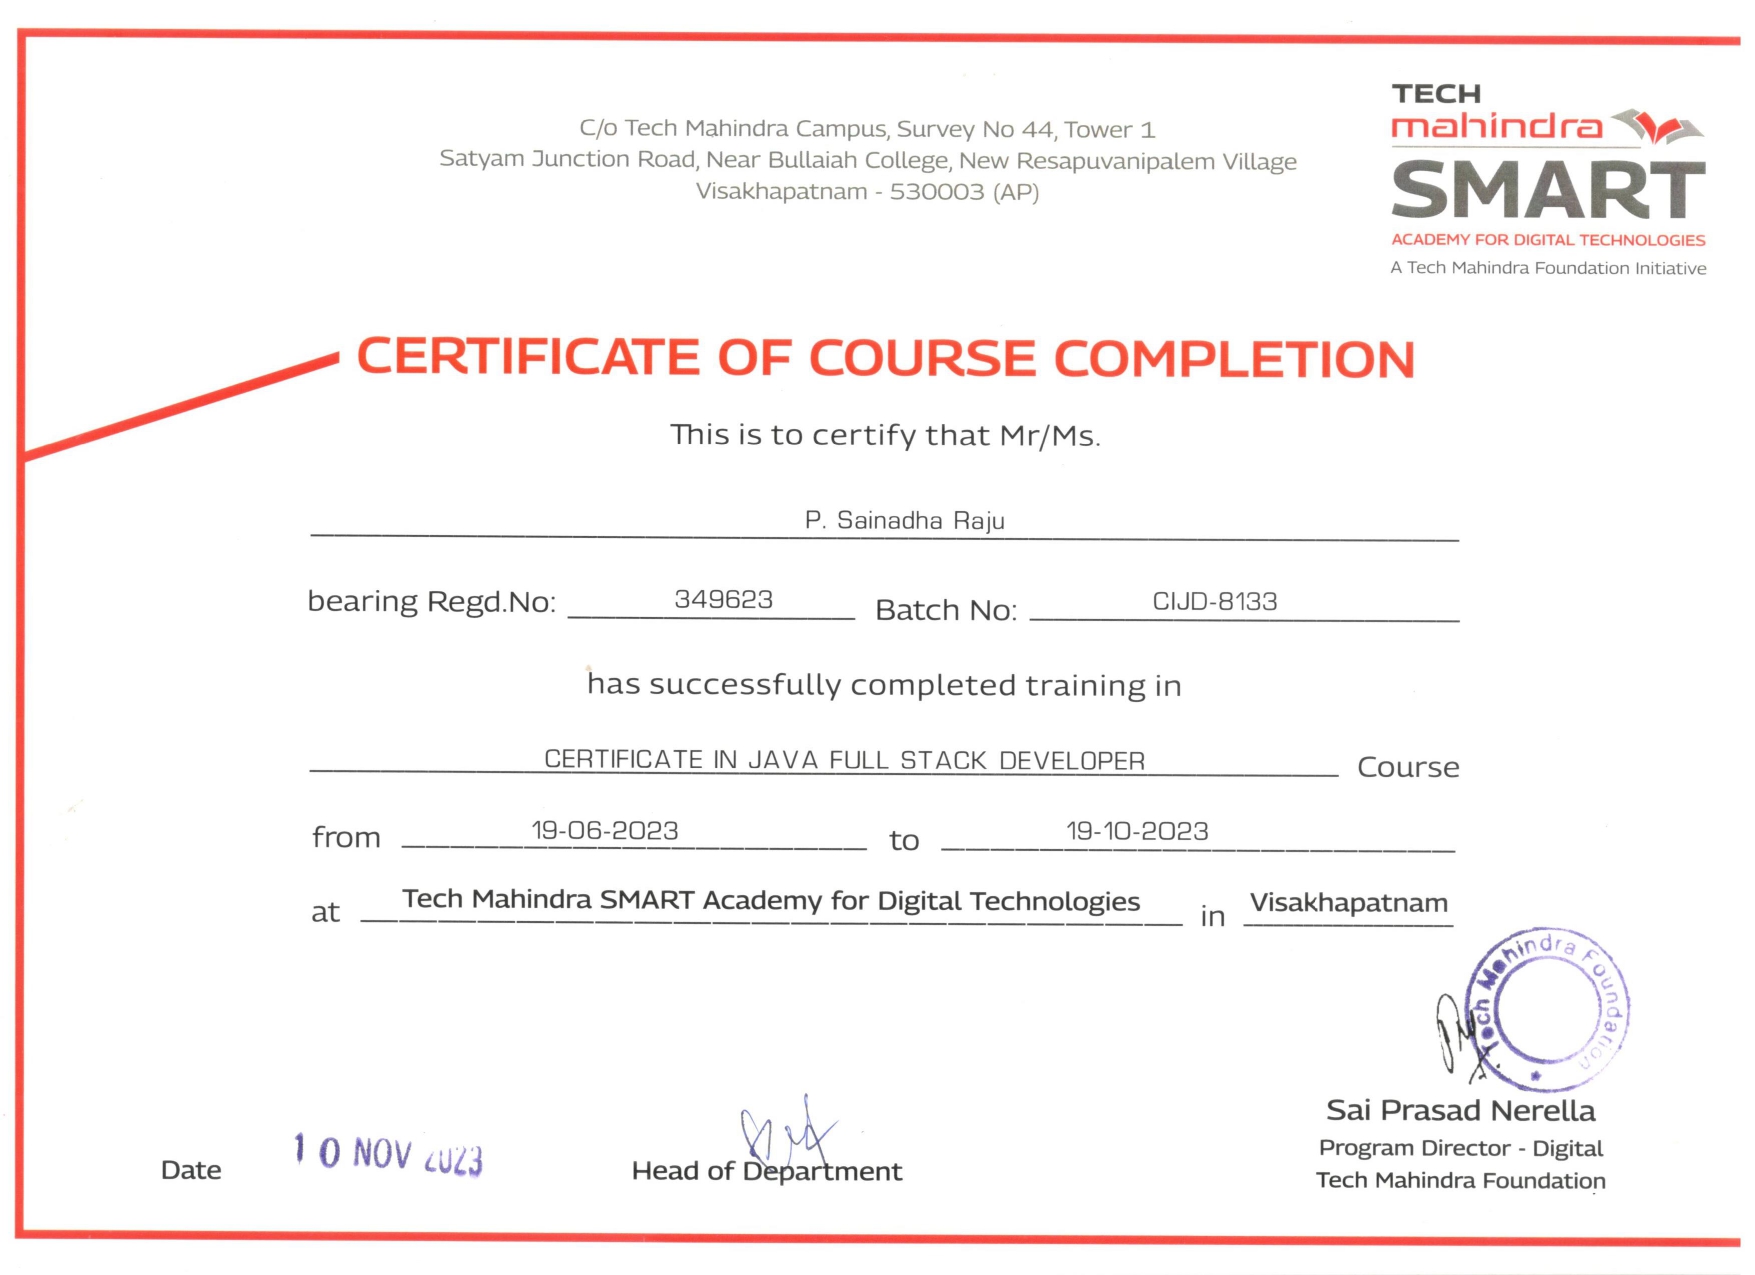 C/o Tech Mahindra Campus, Survey No 44, Tower 1
Satyam Junction Road, Near Bullaiah College, New Resapuvanipalem Village
Visakhapatnam - 530003 (AP)
TECH
mahindra
SMART
ACADEMY FOR DIGITAL TECHNOLOGIES
A Tech Mahindra Foundation Initiative
CERTIFICATE OF COURSE COMPLETION
This is to certify that Mr/Ms.
P. Sainadha Raju
bearing Regd.No: 349623 Batch No: CIJD-8133
has successfully completed training in
CERTIFICATE IN JAVA FULL STACK DEVELOPER Course
from 19-06-2023 to 19-10-2023
at Tech Mahindra SMART Academy for Digital Technologies in Visakhapatnam
Tech Mahindra Foundation
Sai Prasad Nerella
Program Director - Digital
Tech Mahindra Foundation
Date 10 NOV 2023
Head of Department